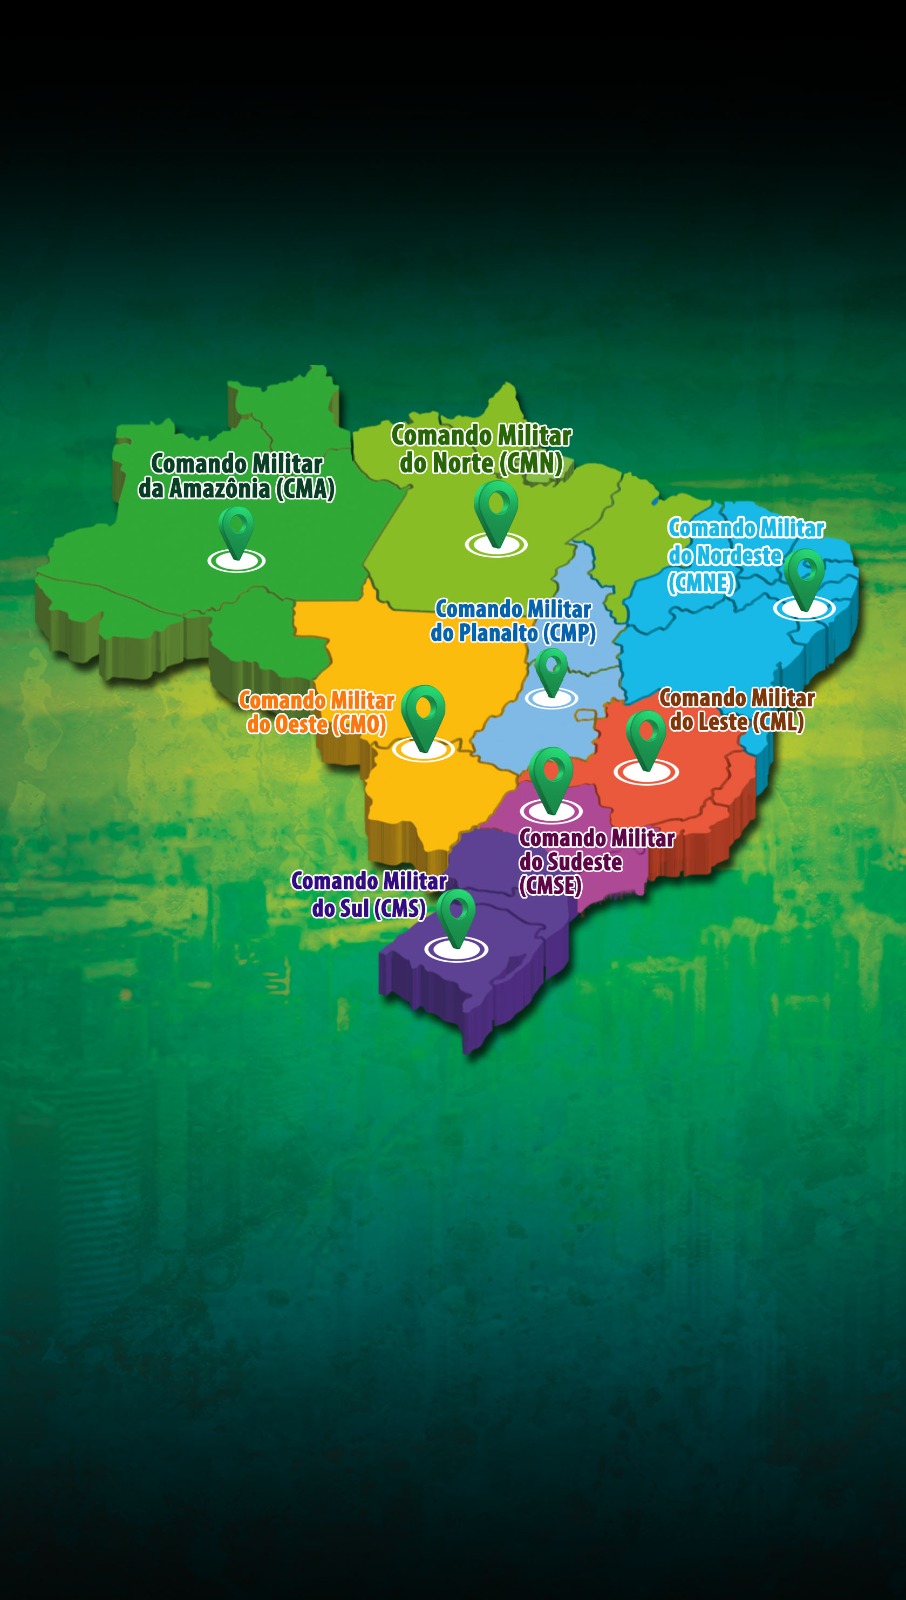 Comando Militar
do Norte (CMN)
Comando Militar
da Amazônia (CMA)
Comando Militar
do Nordeste
(CMNE)
Comando Militar
do Planalto (CMP)
Comando Militar
do Oeste (CMO)
Comando Militar
do Leste (CML)
Comando Militar
do Sudeste
(CMSE)
Comando Militar
do Sul (CMS)